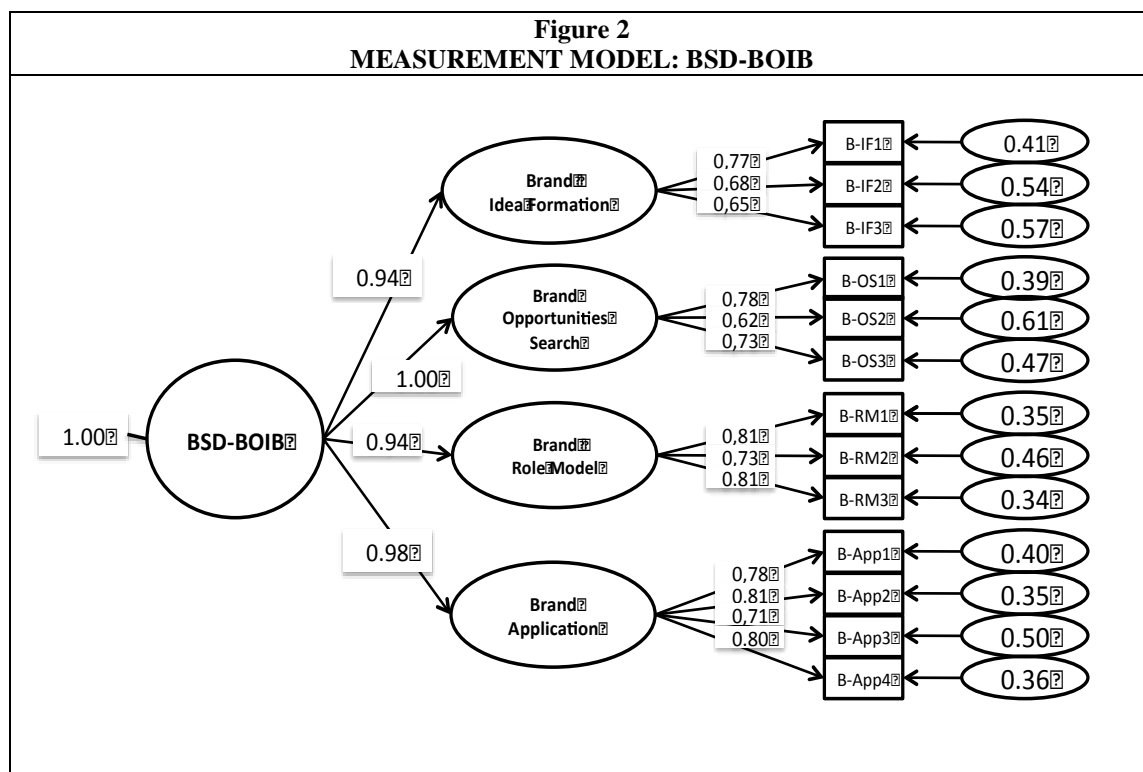 Figure 2
MEASUREMENT MODEL: BSD-BOIB
Brand
Idea Formation
0,77
0,68
0,65
B-IF1
B-IF2
B-IF3
0.41
0.54
0.57
0.94
Brand
Opportunities
Search
0,78
0.62
0,73
B-OS1
B-OS2
B-OS3
0.39
0.61
0.47
1.00
1.00
BSD-BOIB
0.94
Brand
Role Model
0,81
0,73
0.81
B-RM1
B-RM2
B-RM3
0.35
0.46
0.34
0.98
Brand
Application
0,78
0.81
0,71
0.80
B-App1
B-App2
B-App3
B-App4
0.40
0.35
0.50
0.36